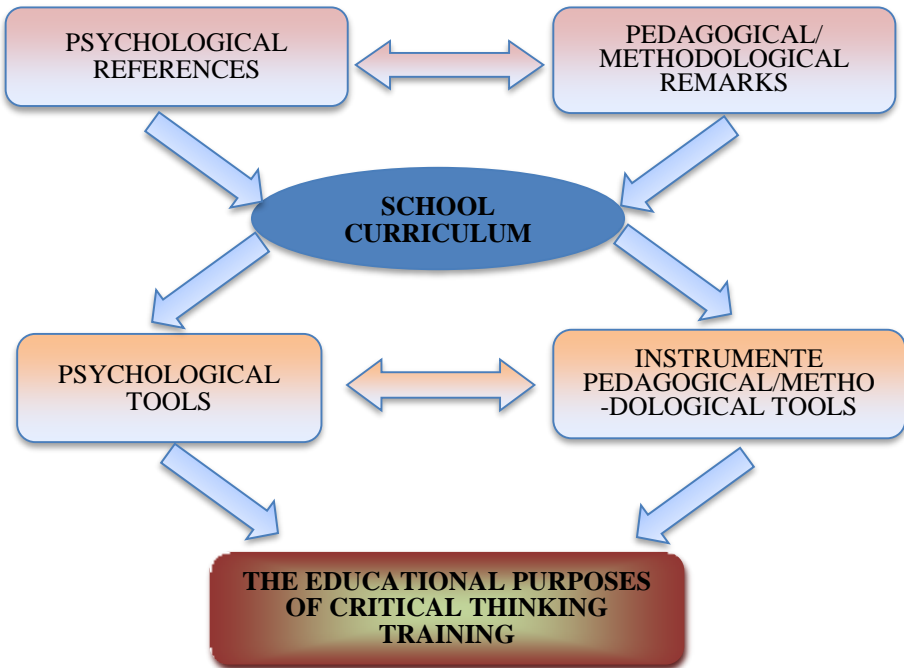 PSYCHOLOGICAL
REFERENCES
PEDAGOGICAL/
METHODOLOGICAL
REMARKS
SCHOOL
CURRICULUM
PSYCHOLOGICAL
TOOLS
INSTRUMENTE
PEDAGOGICAL/METHO
-DOLOGICAL TOOLS
THE EDUCATIONAL PURPOSES
OF CRITICAL THINKING
TRAINING